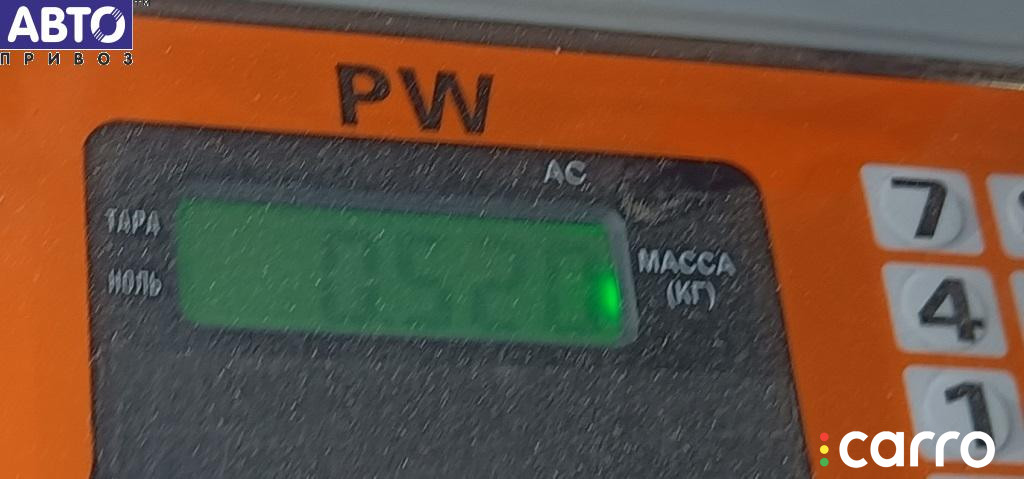 АВТО
ПРИВОЗ
PW
AC
ТАРА
НОЛЬ
МАССА
(КГ)
7
4
1
carro